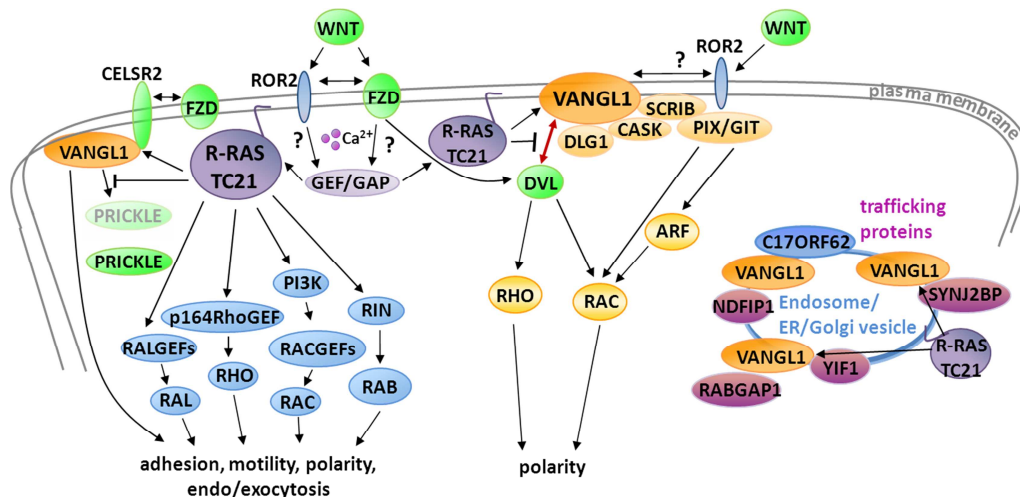 WNT
WNT
ROR2
CELSR2
ROR2
?
FZD
FZD
VANGL1
plasma membrane
SCRIB
VANGL1
R-RAS
TC21
?
Ca²⁺
?
R-RAS
TC21
CASK
DLG1
PIX/GIT
GEF/GAP
DVL
PRICKLE
PRICKLE
trafficking
proteins
ARF
C17ORF62
VANGL1
VANGL1
PI3K
RHO
RAC
NDFIP1
SYNJ2BP
Endosome/
ER/Golgi vesicle
p164RhoGEF
RIN
RALGEFs
RACGEFs
R-RAS
TC21
VANGL1
YIF1
RHO
RAB
RABGAP1
RAL
RAC
adhesion, motility, polarity,
endo/exocytosis
polarity